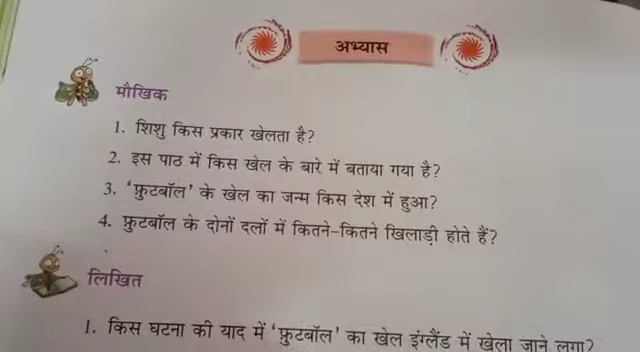 अभ्यास
मौखिक
1. शिशु किस प्रकार खेलता है?
2. इस पाठ में किस खेल के बारे में बताया गया है?
3. 'फ़ुटबॉल' के खेल का जन्म किस देश में हुआ?
4. फ़ुटबॉल के दोनों दलों में कितने-कितने खिलाड़ी होते हैं?
लिखित
1. किस घटना की याद में 'फ़ुटबॉल' का खेल इंग्लैंड में खेला जाने लगा?